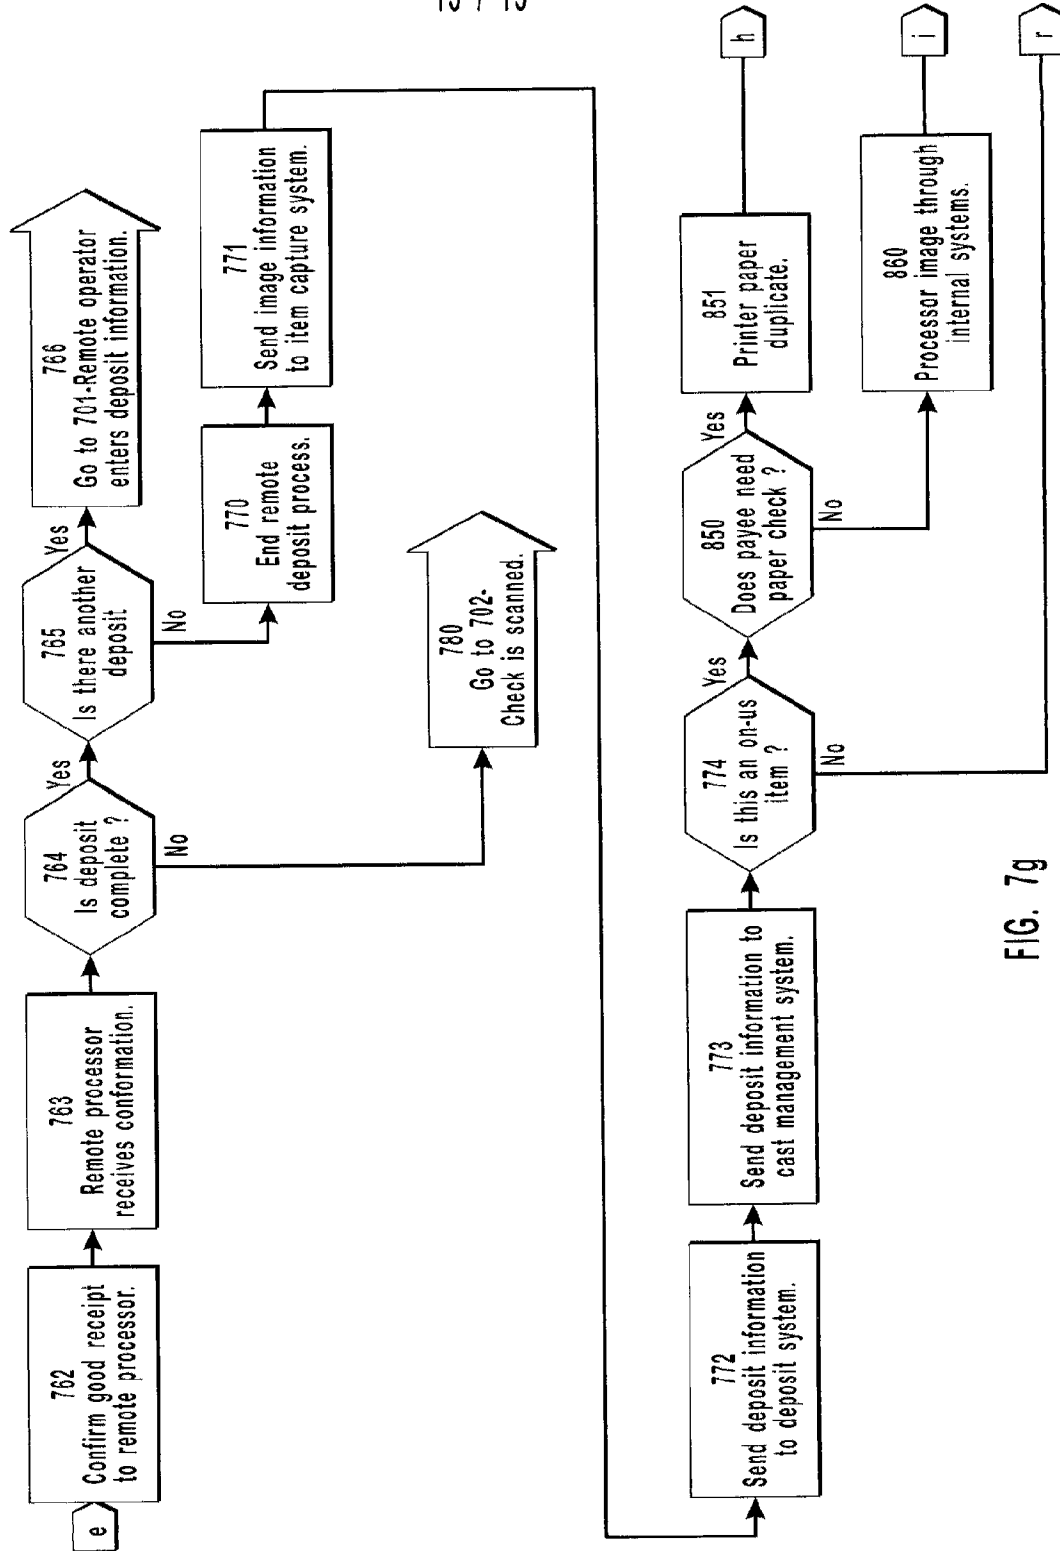 e
762
Confirm good receipt
to remote processor.
763
Remote processor
receives conformation.
764
Is deposit
complete ?
Yes
No
765
Is there another
deposit
Yes
No
766
Go to 701-Remote operator
enters deposit information.
770
End remote
deposit process.
771
Send image information
to item capture system.
780
Go to 702-
Check is scanned.
772
Send deposit information
to deposit system.
773
Send deposit information to
cast management system.
774
Is this an on-us
item ?
Yes
No
850
Does payee need
paper check ?
Yes
No
851
Printer paper
duplicate.
860
Processor image through
internal systems.
h
i
r
FIG. 7g